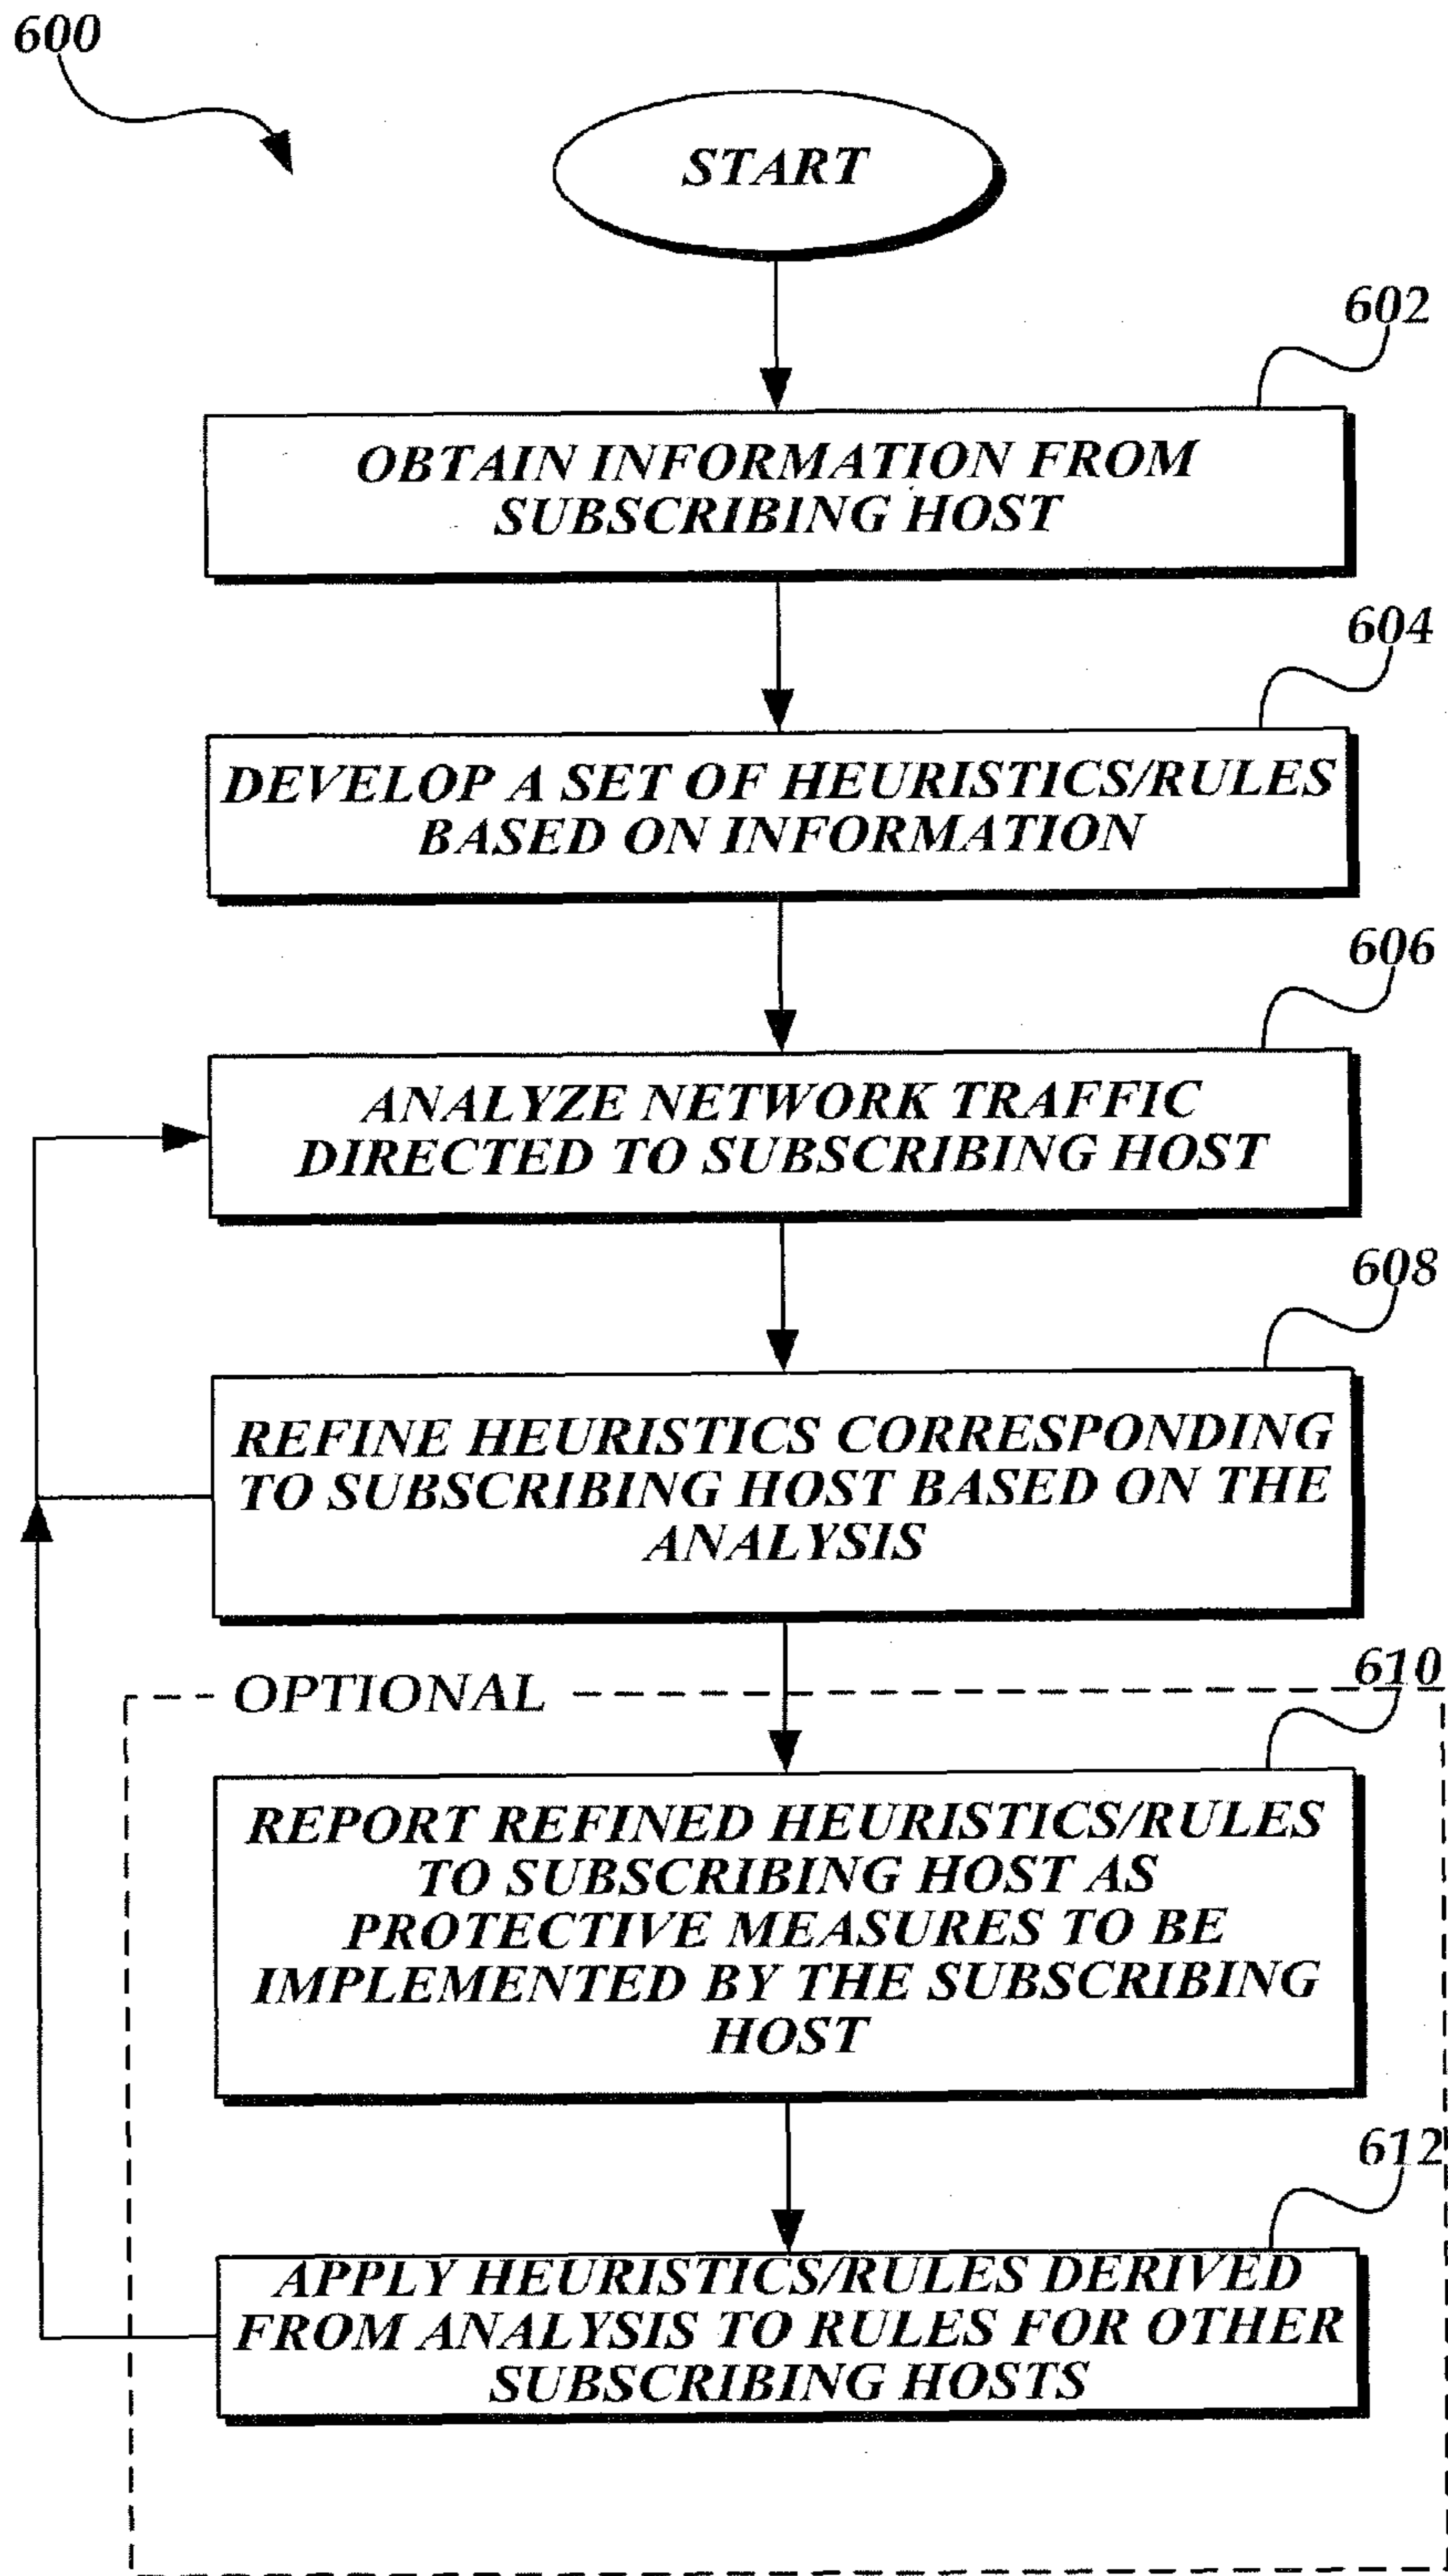 600
START
602
OBTAIN INFORMATION FROM
SUBSCRIBING HOST
604
DEVELOP A SET OF HEURISTICS/RULES
BASED ON INFORMATION
606
ANALYZE NETWORK TRAFFIC
DIRECTED TO SUBSCRIBING HOST
608
REFINE HEURISTICS CORRESPONDING
TO SUBSCRIBING HOST BASED ON THE
ANALYSIS
OPTIONAL
610
REPORT REFINED HEURISTICS/RULES
TO SUBSCRIBING HOST AS
PROTECTIVE MEASURES TO BE
IMPLEMENTED BY THE SUBSCRIBING
HOST
612
APPLY HEURISTICS/RULES DERIVED
FROM ANALYSIS TO RULES FOR OTHER
SUBSCRIBING HOSTS